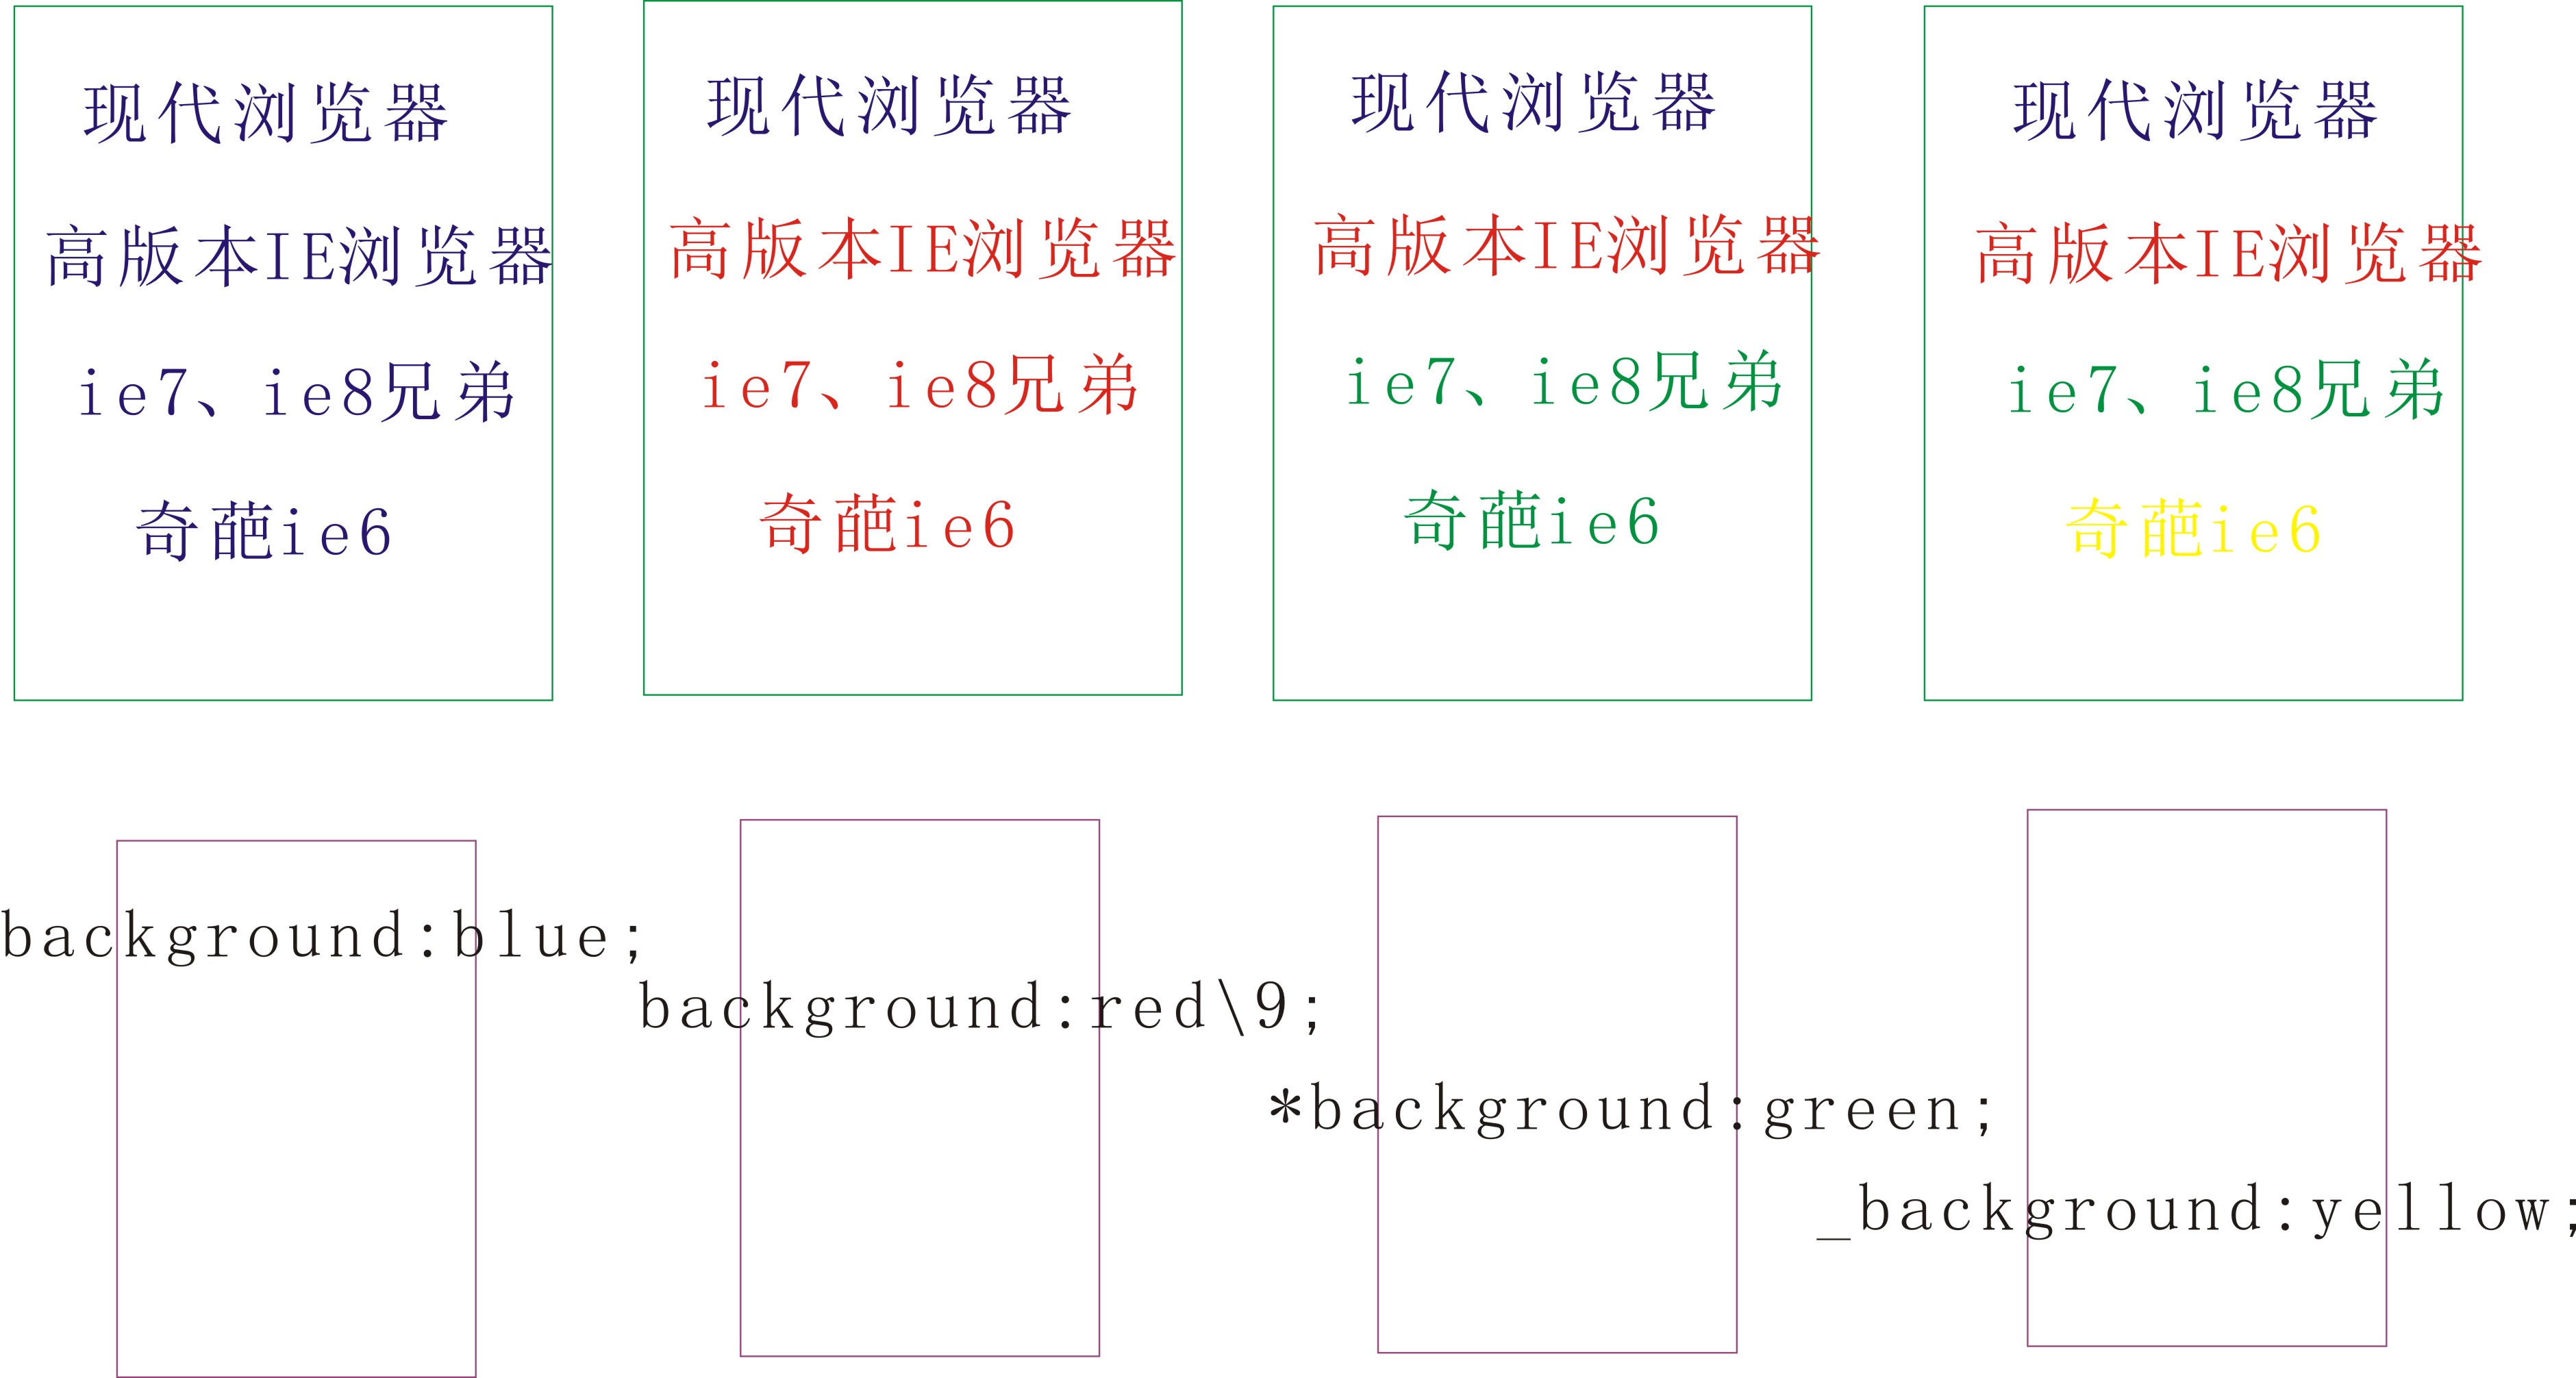 现代浏览器
高版本IE浏览器
ie7、ie8兄弟
奇葩ie6
现代浏览器
高版本IE浏览器
ie7、ie8兄弟
奇葩ie6
现代浏览器
高版本IE浏览器
ie7、ie8兄弟
奇葩ie6
现代浏览器
高版本IE浏览器
ie7、ie8兄弟
奇葩ie6
background:blue;
background:red\9;
*background:green;
_background:yellow;